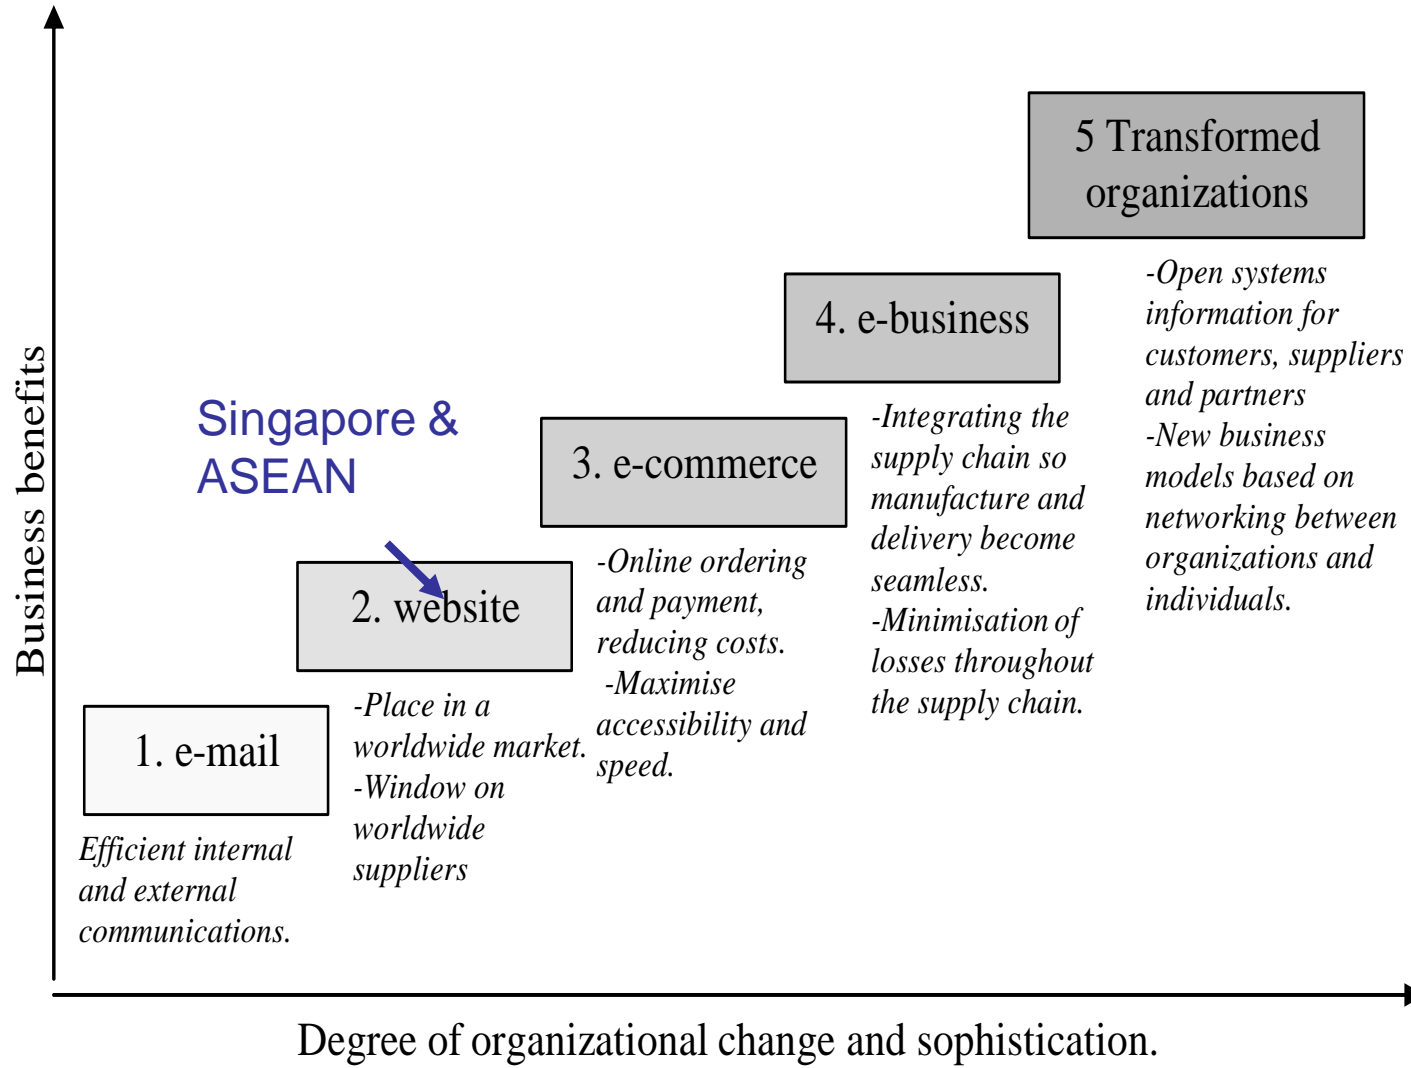 Business benefits
5 Transformed
organizations
-Open systems
information for
customers, suppliers
and partners
-New business
models based on
networking between
organizations and
individuals.
4. e-business
-Integrating the
supply chain so
manufacture and
delivery become
seamless.
-Minimisation of
losses throughout
the supply chain.
Singapore &
ASEAN
3. e-commerce
-Online ordering
and payment,
reducing costs.
-Maximise
accessibility and
speed.
2. website
-Place in a
worldwide market.
-Window on
worldwide
suppliers
1. e-mail
Efficient internal
and external
communications.
Degree of organizational change and sophistication.